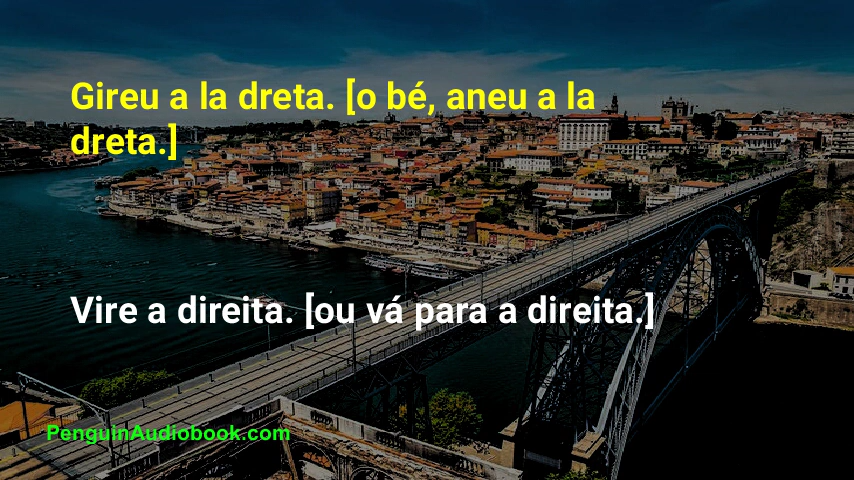 Gireu a la dreta. [o bé, aneu a la
dreta.]
Vire a direita. [ou vá para a direita.]
PenguinAudiobook.com